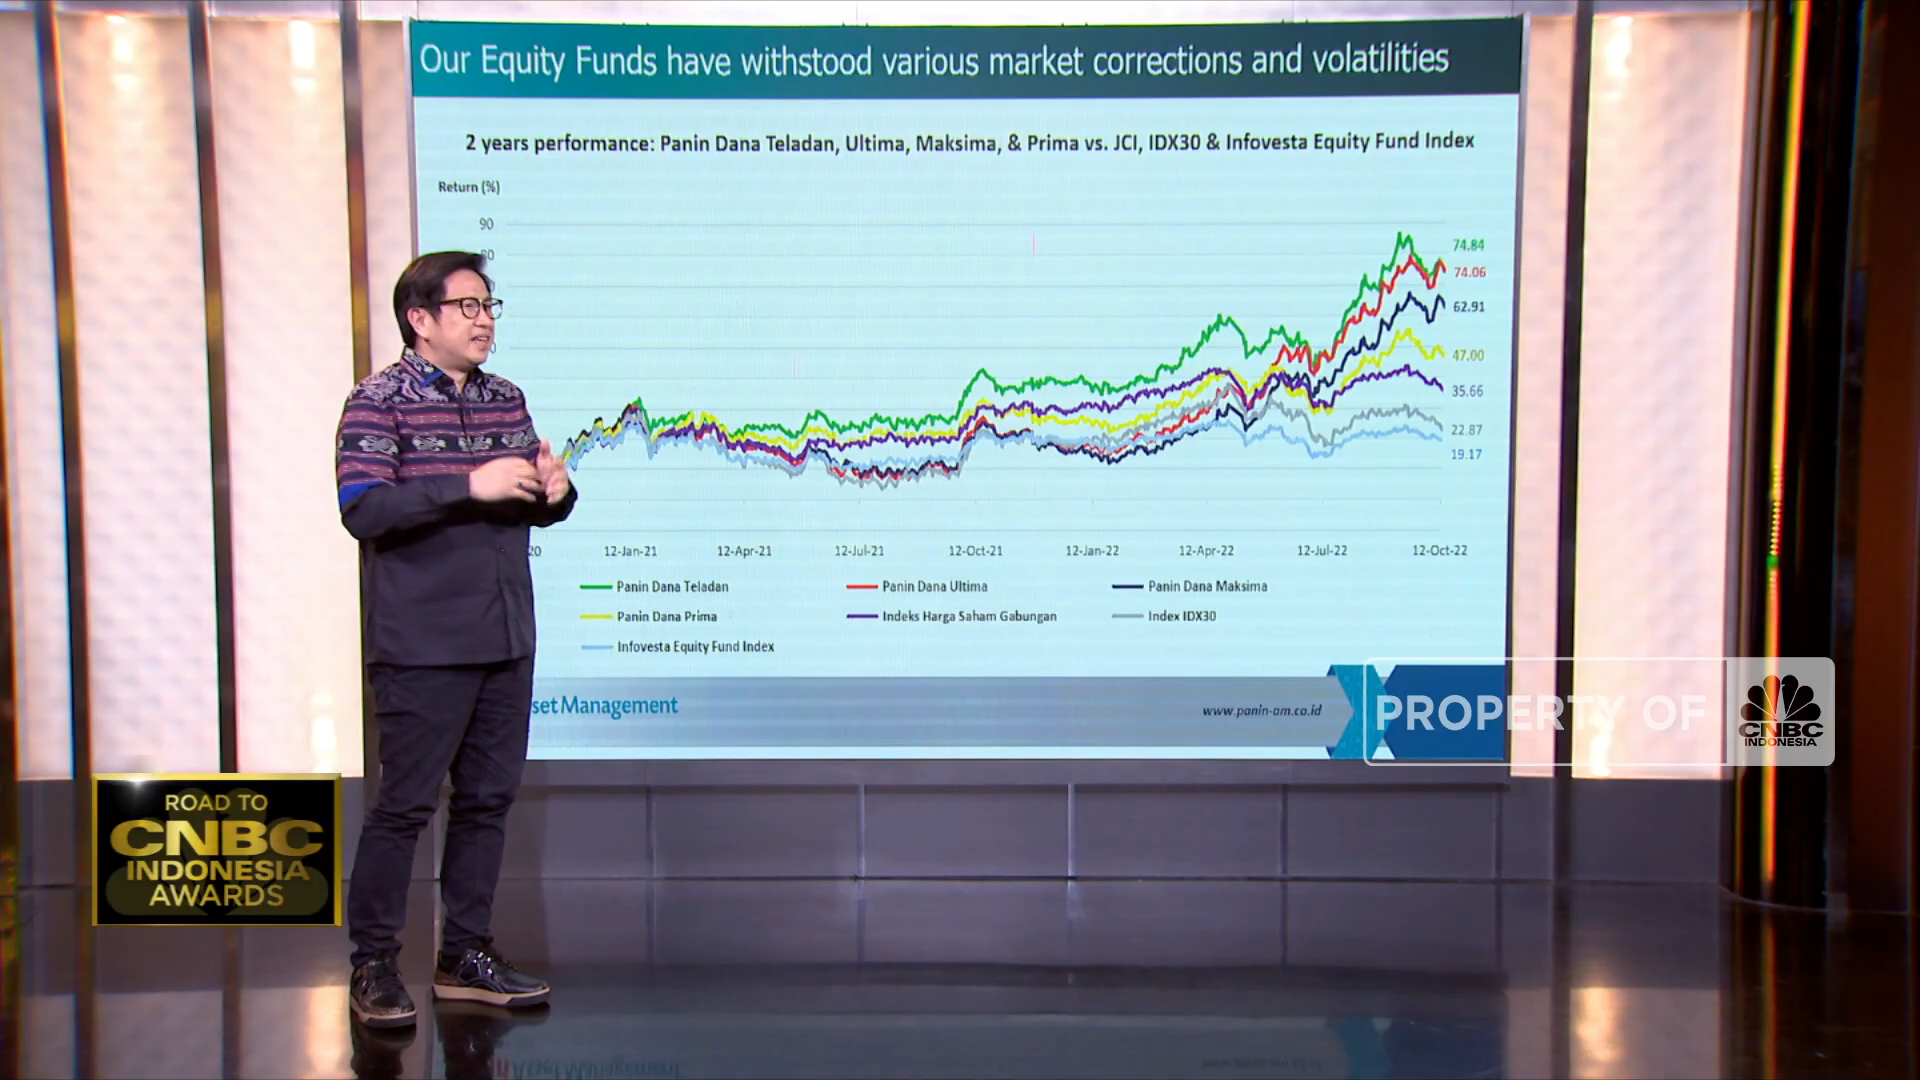 Our Equity Funds have withstood various market corrections and volatilities
2 years performance: Panin Dana Teladan, Ultima, Maksima, & Prima vs. JCI, IDX30 & Infovesta Equity Fund Index
Return (%)
90
80
0
74.84
74.06
62.91
47.00
35.66
22.87
19.17
20
12-Jan-21
12-Apr-21
12-Jul-21
12-Oct-21
12-Jan-22
12-Apr-22
12-Jul-22
12-Oct-22
Panin Dana Teladan
Panin Dana Ultima
Panin Dana Maksima
Panin Dana Prima
Indeks Harga Saham Gabungan
Index IDX30
Infovesta Equity Fund Index
set Management
www.panin-am.co.id
PROPERTY OF
CNBC
INDONESIA
ROAD TO
CNBC
INDONESIA
AWARDS